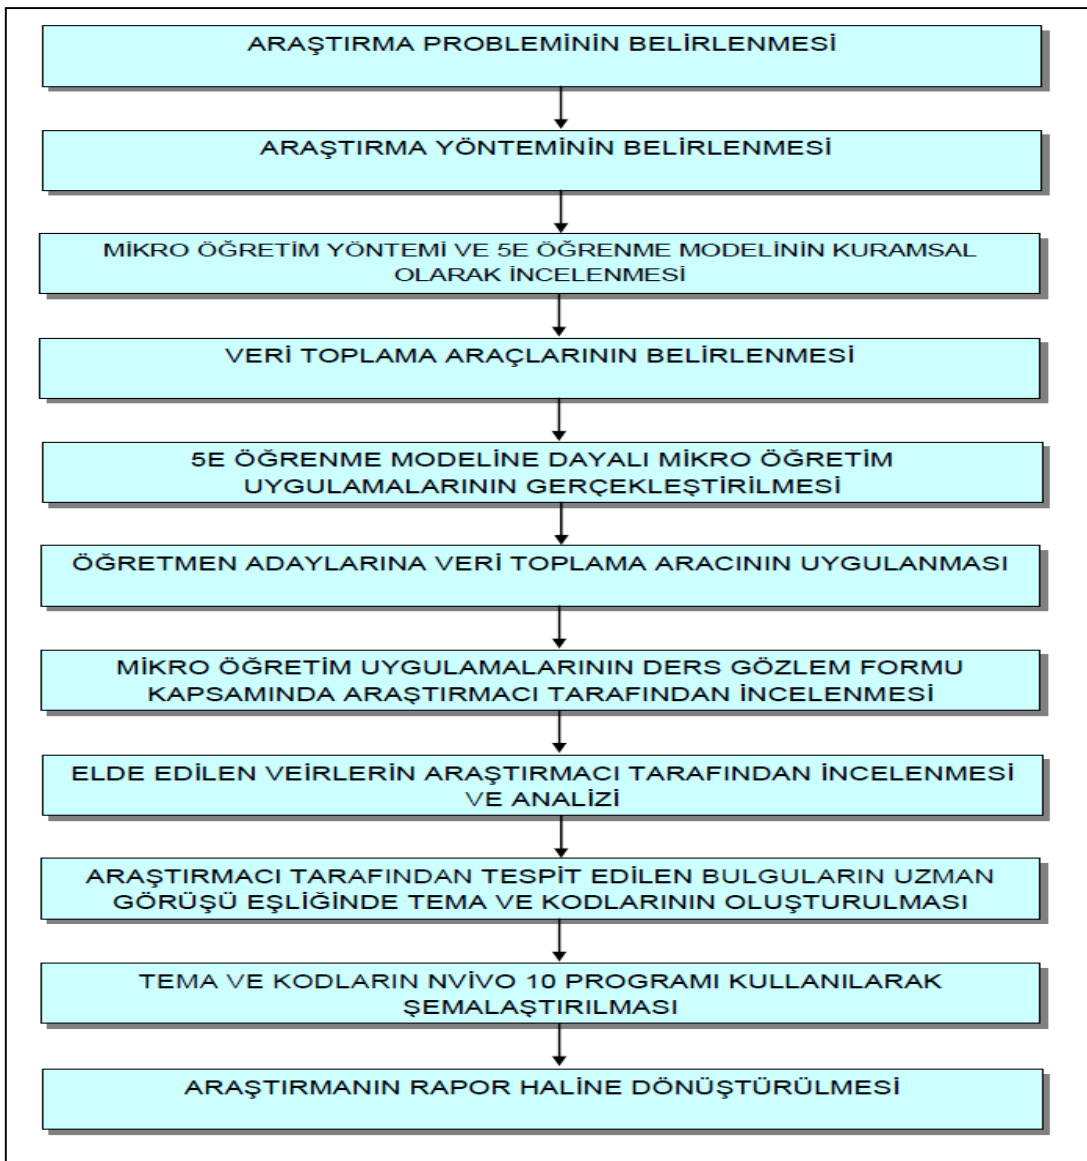 ARAŞTIRMA PROBLEMİNİN BELİRLENMESİ
ARAŞTIRMA YÖNTEMİNİN BELİRLENMESİ
MİKRO ÖĞRETİM YÖNTEMİ VE 5E ÖĞRENME MODELİNİN KURAMSAL
OLARAK İNCELENMESİ
VERİ TOPLAMA ARAÇLARININ BELİRLENMESİ
5E ÖĞRENME MODELİNE DAYALI MİKRO ÖĞRETİM
UYGULAMALARININ GERÇEKLEŞTİRİLMESİ
ÖĞRETMEN ADAYLARINA VERİ TOPLAMA ARACININ UYGULANMASI
MİKRO ÖĞRETİM UYGULAMALARININ DERS GÖZLEM FORMU
KAPSAMINDA ARAŞTIRMACI TARAFINDAN İNCELENMESİ
ELDE EDİLEN VEİRLERİN ARAŞTIRMACI TARAFINDAN İNCELENMESİ
VE ANALİZİ
ARAŞTIRMACI TARAFINDAN TESPİT EDİLEN BULGULARIN UZMAN
GÖRÜŞÜ EŞLİĞİNDE TEMA VE KODLARININ OLUŞTURULMASI
TEMA VE KODLARIN NVİVO 10 PROGRAMI KULLANILARAK
ŞEMALAŞTIRILMASI
ARAŞTIRMANIN RAPOR HALİNE DÖNÜŞTÜRÜLMESİ